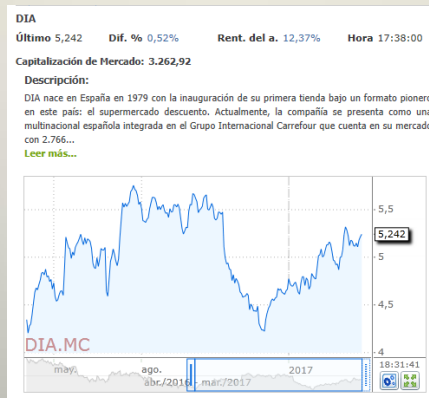 DIA
Último 5,242 Dif. % 0,52% Rent. del a. 12,37% Hora 17:38:00
Capitalización de Mercado: 3.262,92
Descripción:
DIA nace en España en 1979 con la inauguración de su primera tienda bajo un formato pionero
en este país: el supermercado descuento. Actualmente, la compañía se presenta como una
multinacional española integrada en el Grupo Internacional Carrefour que cuenta en su mercado
con 2.766...
Leer más...
5,5
5,242
5
4,5
4
DIA.MC
may. ago. 2017
abr./2016 - mar./2017
18:31:41